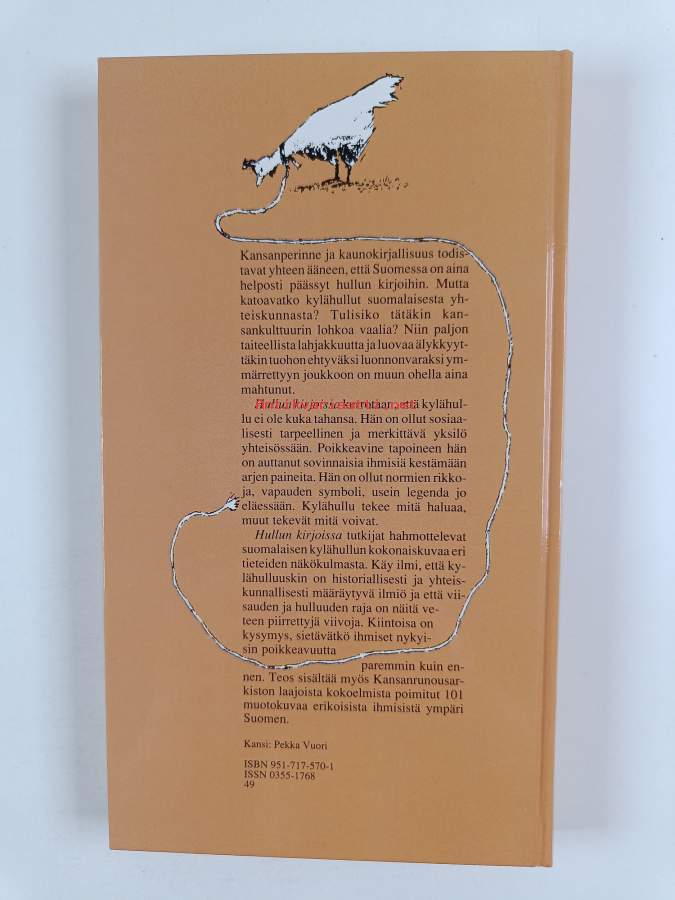 Kansanperinne ja kaunokirjallisuus todis-
tavat yhteen ääneen, että Suomessa on aina
helposti päässyt hullun kirjoihin. Mutta
katoavatko kylähullut suomalaisesta yh-
teiskunnasta? Tulisiko tätäkin kan-
sankulttuurin lohkoa vaalia? Niin paljon
taiteellista lahjakkuutta ja luovaa älykkyyt-
täkin tuohon ehtyväksi luonnonvaraksi ym-
märrettyyn joukkoon on muun ohella aina
mahtunut.
Hullun kirjoissa kerrotaan, että kylähul-
lu ei ole kuka tahansa. Hän on ollut sosiaa-
lisesti tarpeellinen ja merkittävä yksilö
yhteisössään. Poikkeavine tapoineen hän
on auttanut sovinnaisia ihmisiä kestämään
arjen paineita. Hän on ollut normien rikko-
ja, vapauden symboli, usein legenda jo
eläessään. Kylähullu tekee mitä haluaa,
muut tekevät mitä voivat.
Hullun kirjoissa tutkijat hahmottelevat
suomalaisen kylähullun kokonaiskuvaa eri
tieteiden näkökulmasta. Käy ilmi, että ky-
lähulluuskin on historiallisesti ja yhteis-
kunnallisesti määräytyvä ilmiö ja että vii-
sauden ja hulluuden raja on näitä ve-
teen piirrettyjä viivoja. Kiintoisa on
kysymys, sietävätkö ihmiset nykyi-
sin poikkeavuutta
paremmin kuin en-
nen. Teos sisältää myös Kansanrunousar-
kiston laajoista kokoelmista poimitut 101
muotokuvaa erikoisista ihmisistä ympäri
Suomen.
Kansi: Pekka Vuori
ISBN 951-717-570-1
ISSN 0355-1768
49